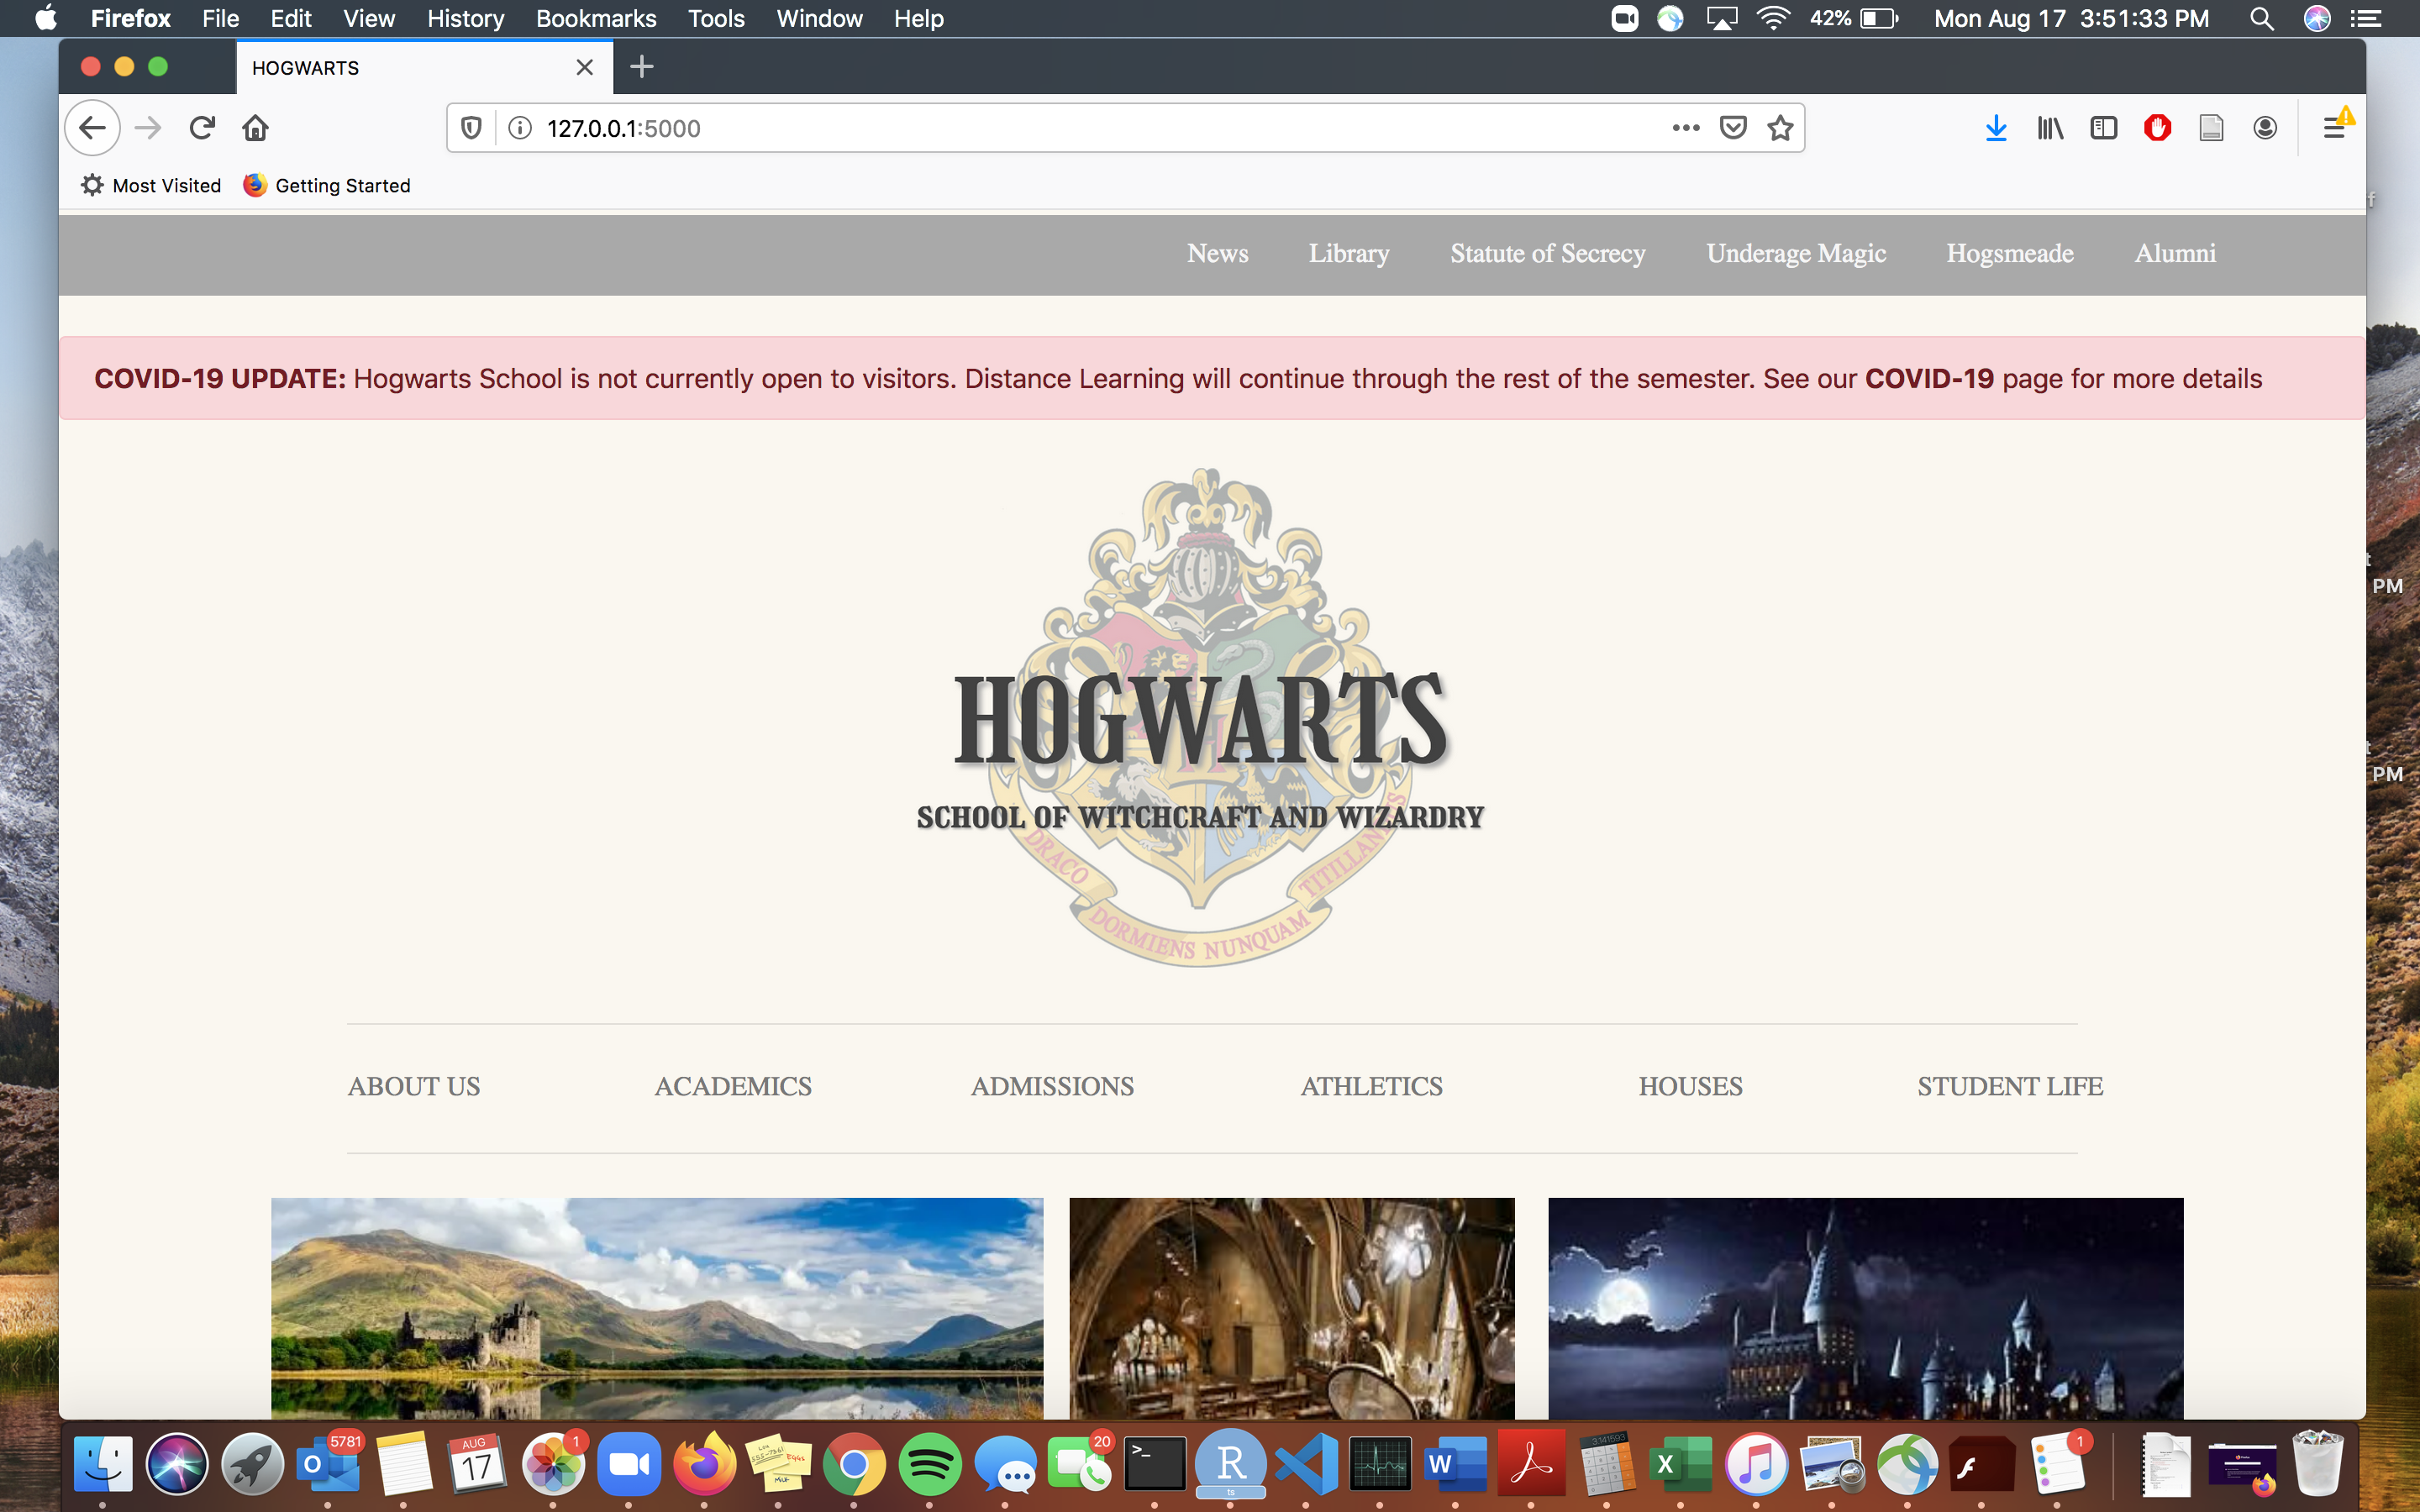 Firefox File Edit View History Bookmarks Tools Window Help 42% Mon Aug 17 3:51:33 PM
HOGWARTS
127.0.0.1:5000
Most Visited Getting Started
News Library Statute of Secrecy Underage Magic Hogsmeade Alumni
COVID-19 UPDATE: Hogwarts School is not currently open to visitors. Distance Learning will continue through the rest of the semester. See our COVID-19 page for more details
HOGWARTS
SCHOOL OF WITCHCRAFT AND WIZARDRY
DRACO DORMIENS NUNQUAM TITILLANDUS
ABOUT US ACADEMICS ADMISSIONS ATHLETICS HOUSES STUDENT LIFE
f
t
PM
t
PM
5781 AUG 17 1 20 >_ R ts W X 1